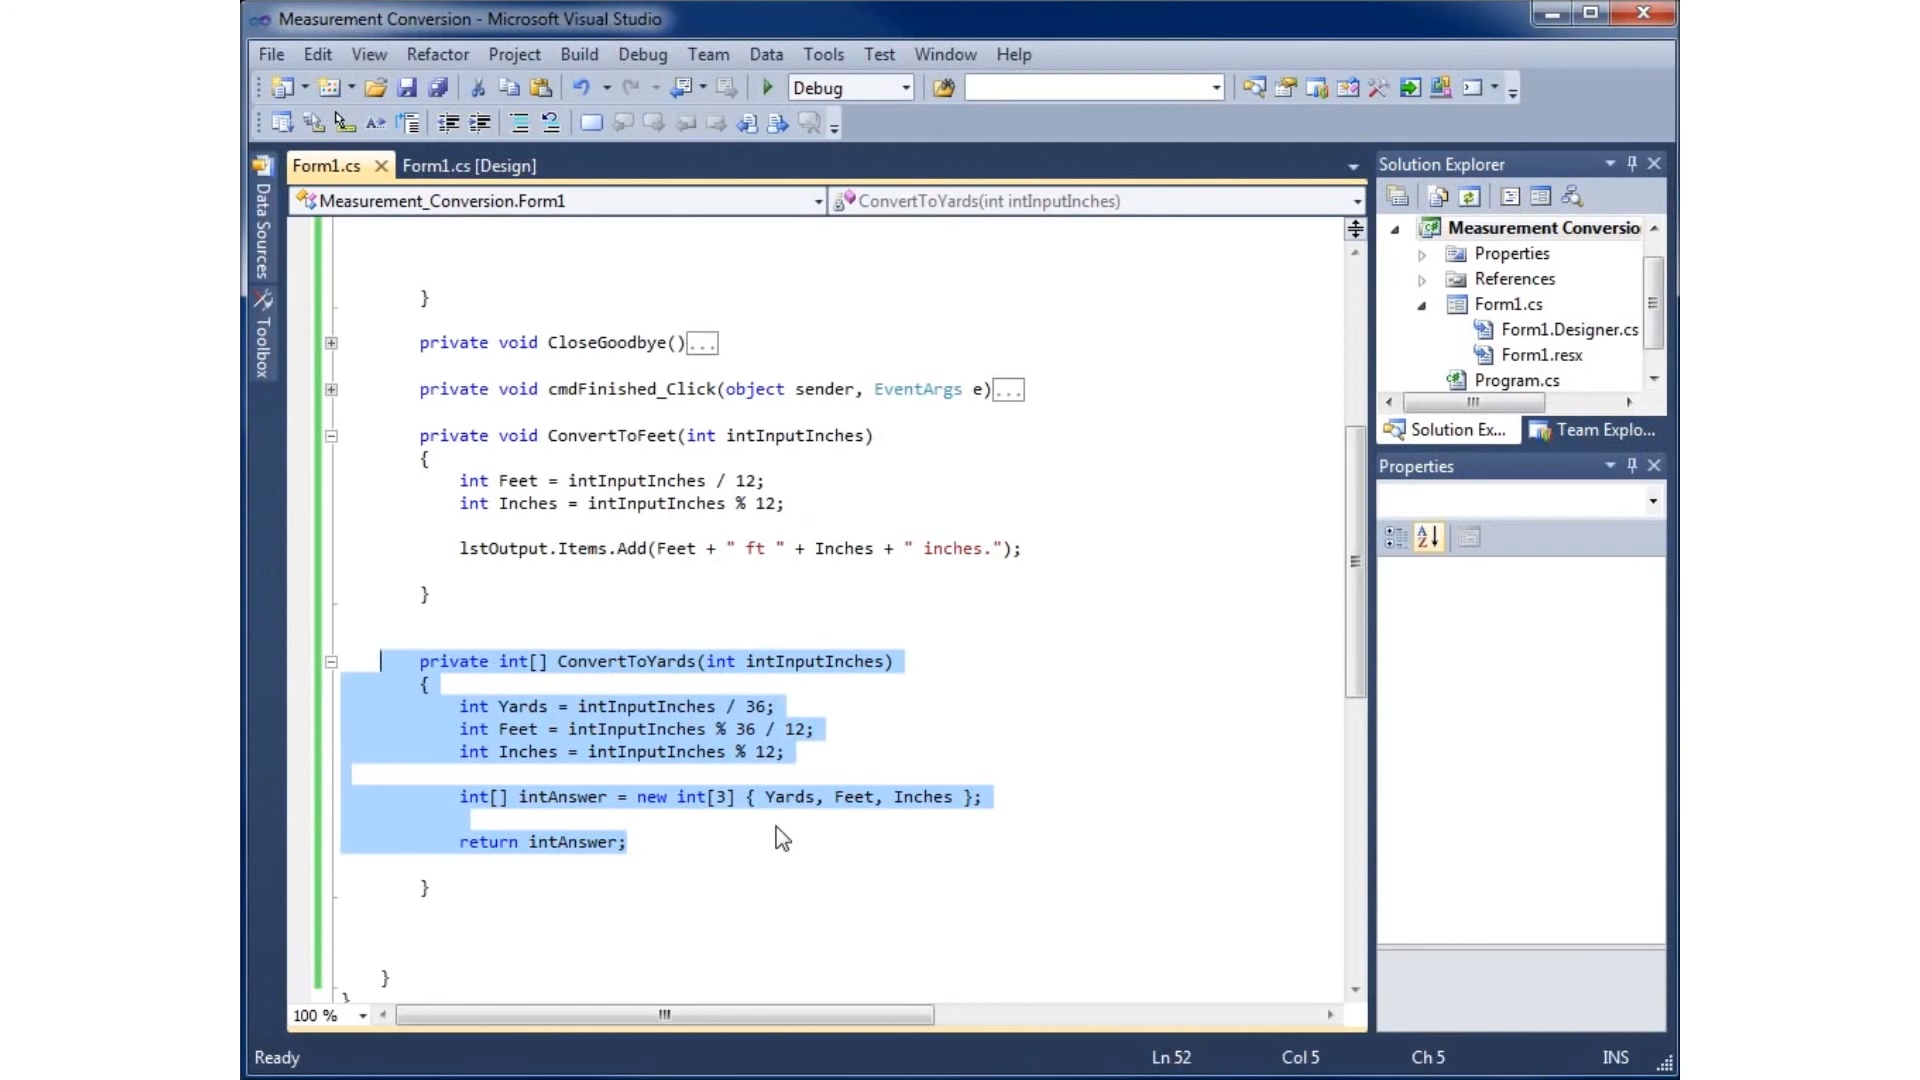 Measurement Conversion - Microsoft Visual Studio
File Edit View Refactor Project Build Debug Team Data Tools Test Window Help
Debug
Form1.cs Form1.cs [Design]
Measurement_Conversion.Form1 ConvertToYards(int intInputInches)
Data Sources
Toolbox
}
private void CloseGoodbye()...
private void cmdFinished_Click(object sender, EventArgs e)...
private void ConvertToFeet(int intInputInches)
{
int Feet = intInputInches / 12;
int Inches = intInputInches % 12;
lstOutput.Items.Add(Feet + " ft " + Inches + " inches.");
}
private int[] ConvertToYards(int intInputInches)
{
int Yards = intInputInches / 36;
int Feet = intInputInches % 36 / 12;
int Inches = intInputInches % 12;
int[] intAnswer = new int[3] { Yards, Feet, Inches };
return intAnswer;
}
}
}
100 %
Solution Explorer
Measurement Conversio
Properties
References
Form1.cs
Form1.Designer.cs
Form1.resx
Program.cs
Solution Ex... Team Explo...
Properties
Ready Ln 52 Col 5 Ch 5 INS